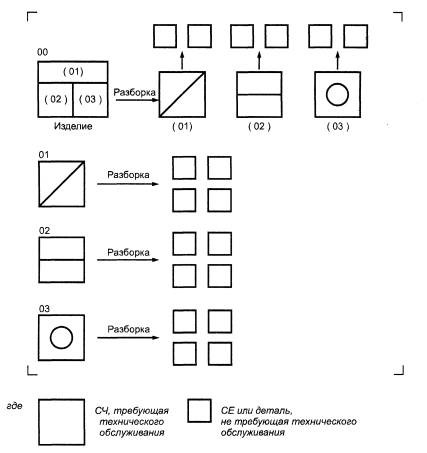 00
( 01)
( 02) ( 03)
Изделие
Разборка
( 01)
( 02)
( 03)
01
Разборка
02
Разборка
03
Разборка
где
СЧ, требующая
технического
обслуживания
СЕ или деталь,
не требующая технического
обслуживания